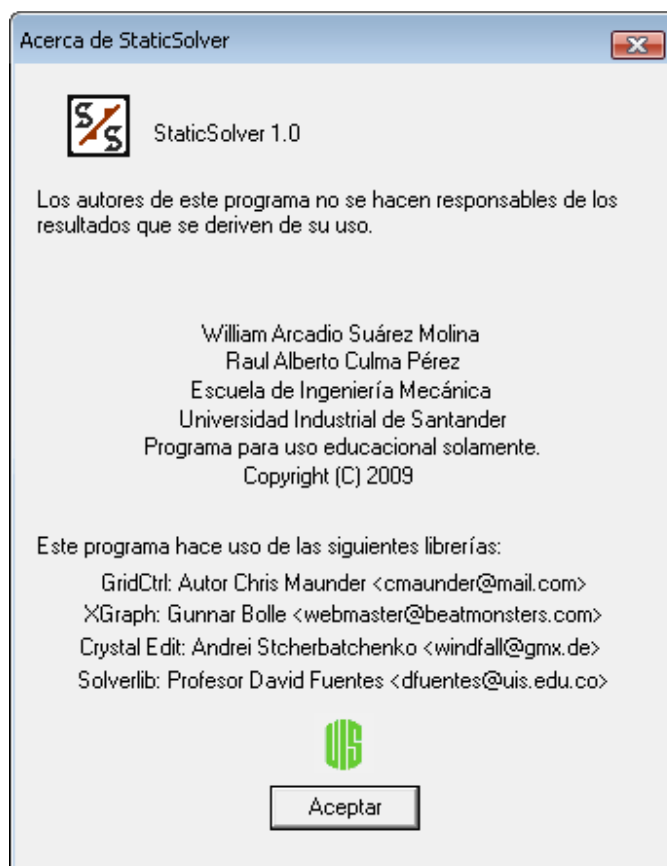 Acerca de StaticSolver
S/S
StaticSolver 1.0
Los autores de este programa no se hacen responsables de los
resultados que se deriven de su uso.
William Arcadio Suárez Molina
Raul Alberto Culma Pérez
Escuela de Ingeniería Mecánica
Universidad Industrial de Santander
Programa para uso educacional solamente.
Copyright (C) 2009
Este programa hace uso de las siguientes librerías:
GridCtrl: Autor Chris Maunder <cmaunder@mail.com>
XGraph: Gunnar Bolle <webmaster@beatmonsters.com>
Crystal Edit: Andrei Stcherbatchenko <windfall@gmx.de>
Solverlib: Profesor David Fuentes <dfuentes@uis.edu.co>
UIS
Aceptar